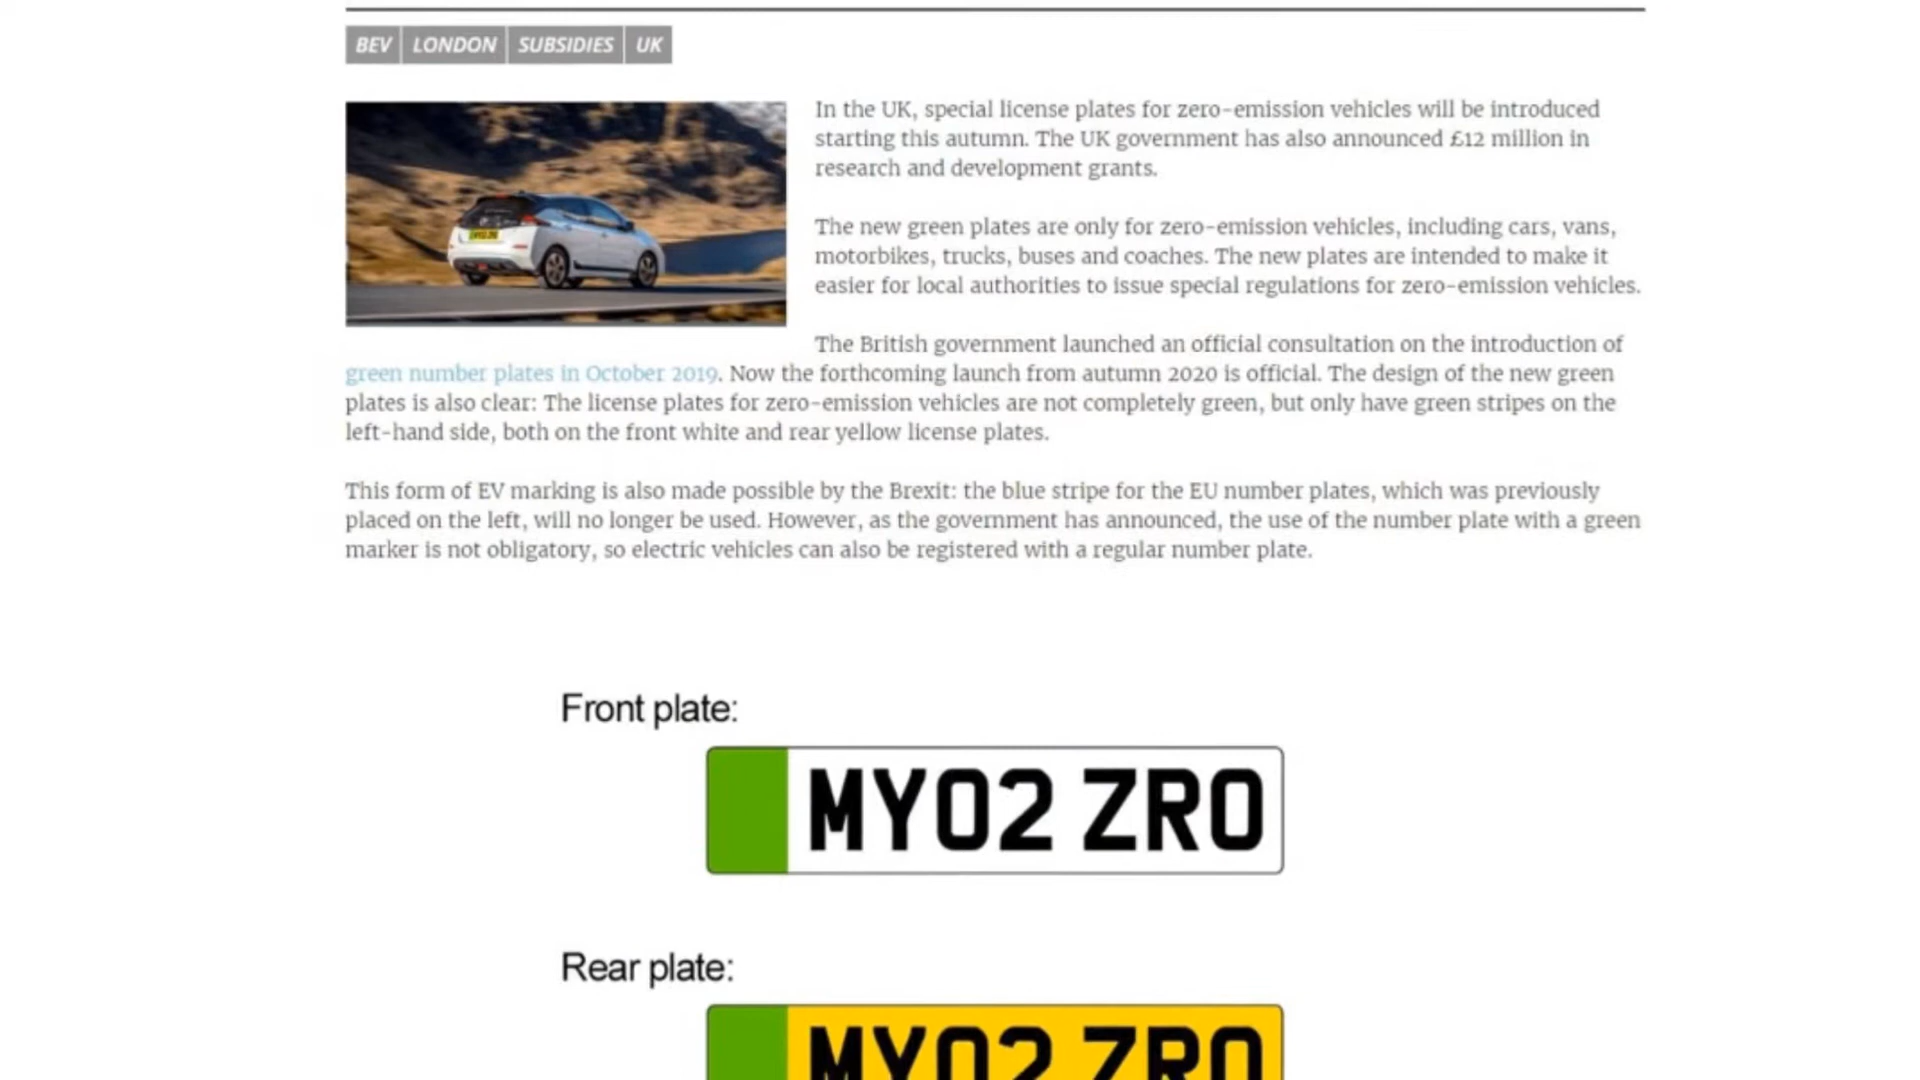 BEV LONDON SUBSIDIES UK
In the UK, special license plates for zero-emission vehicles will be introduced
starting this autumn. The UK government has also announced £12 million in
research and development grants.
The new green plates are only for zero-emission vehicles, including cars, vans,
motorbikes, trucks, buses and coaches. The new plates are intended to make it
easier for local authorities to issue special regulations for zero-emission vehicles.
The British government launched an official consultation on the introduction of
green number plates in October 2019. Now the forthcoming launch from autumn 2020 is official. The design of the new green
plates is also clear: The license plates for zero-emission vehicles are not completely green, but only have green stripes on the
left-hand side, both on the front white and rear yellow license plates.
This form of EV marking is also made possible by the Brexit: the blue stripe for the EU number plates, which was previously
placed on the left, will no longer be used. However, as the government has announced, the use of the number plate with a green
marker is not obligatory, so electric vehicles can also be registered with a regular number plate.
Front plate:
MY02 ZRO
Rear plate:
MY02 ZRO